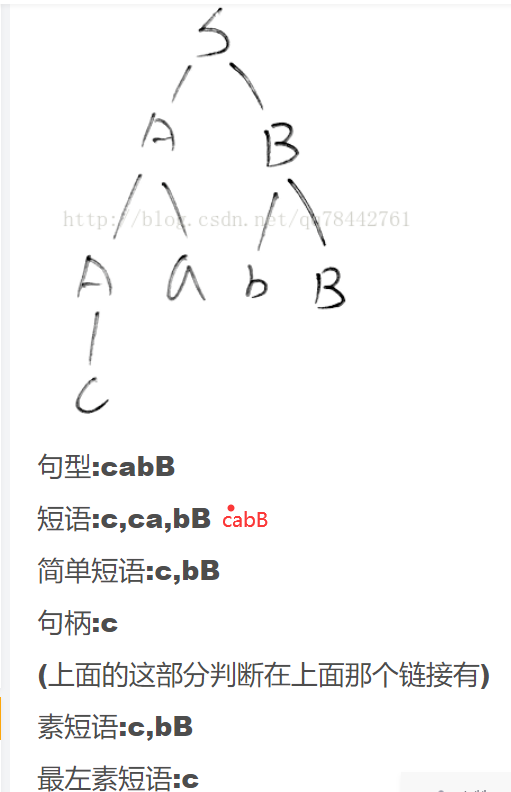 S
A B
http://blog.csdn.net/qq78442761
A a b B
c
句型:cabB
短语:c,ca,bB cabB
简单短语:c,bB
句柄:c
(上面的这部分判断在上面那个链接有)
素短语:c,bB
最左素短语:c